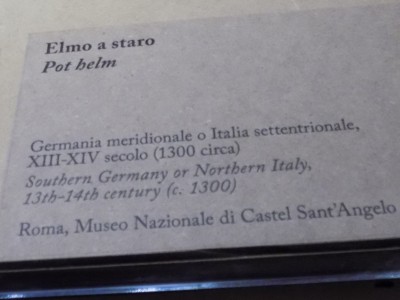 Elmo a staro
Pot helm
Germania meridionale o Italia settentrionale,
XIII-XIV secolo (1300 circa)
Southern Germany or Northern Italy,
13th-14th century (c. 1300)
Roma, Museo Nazionale di Castel Sant'Angelo